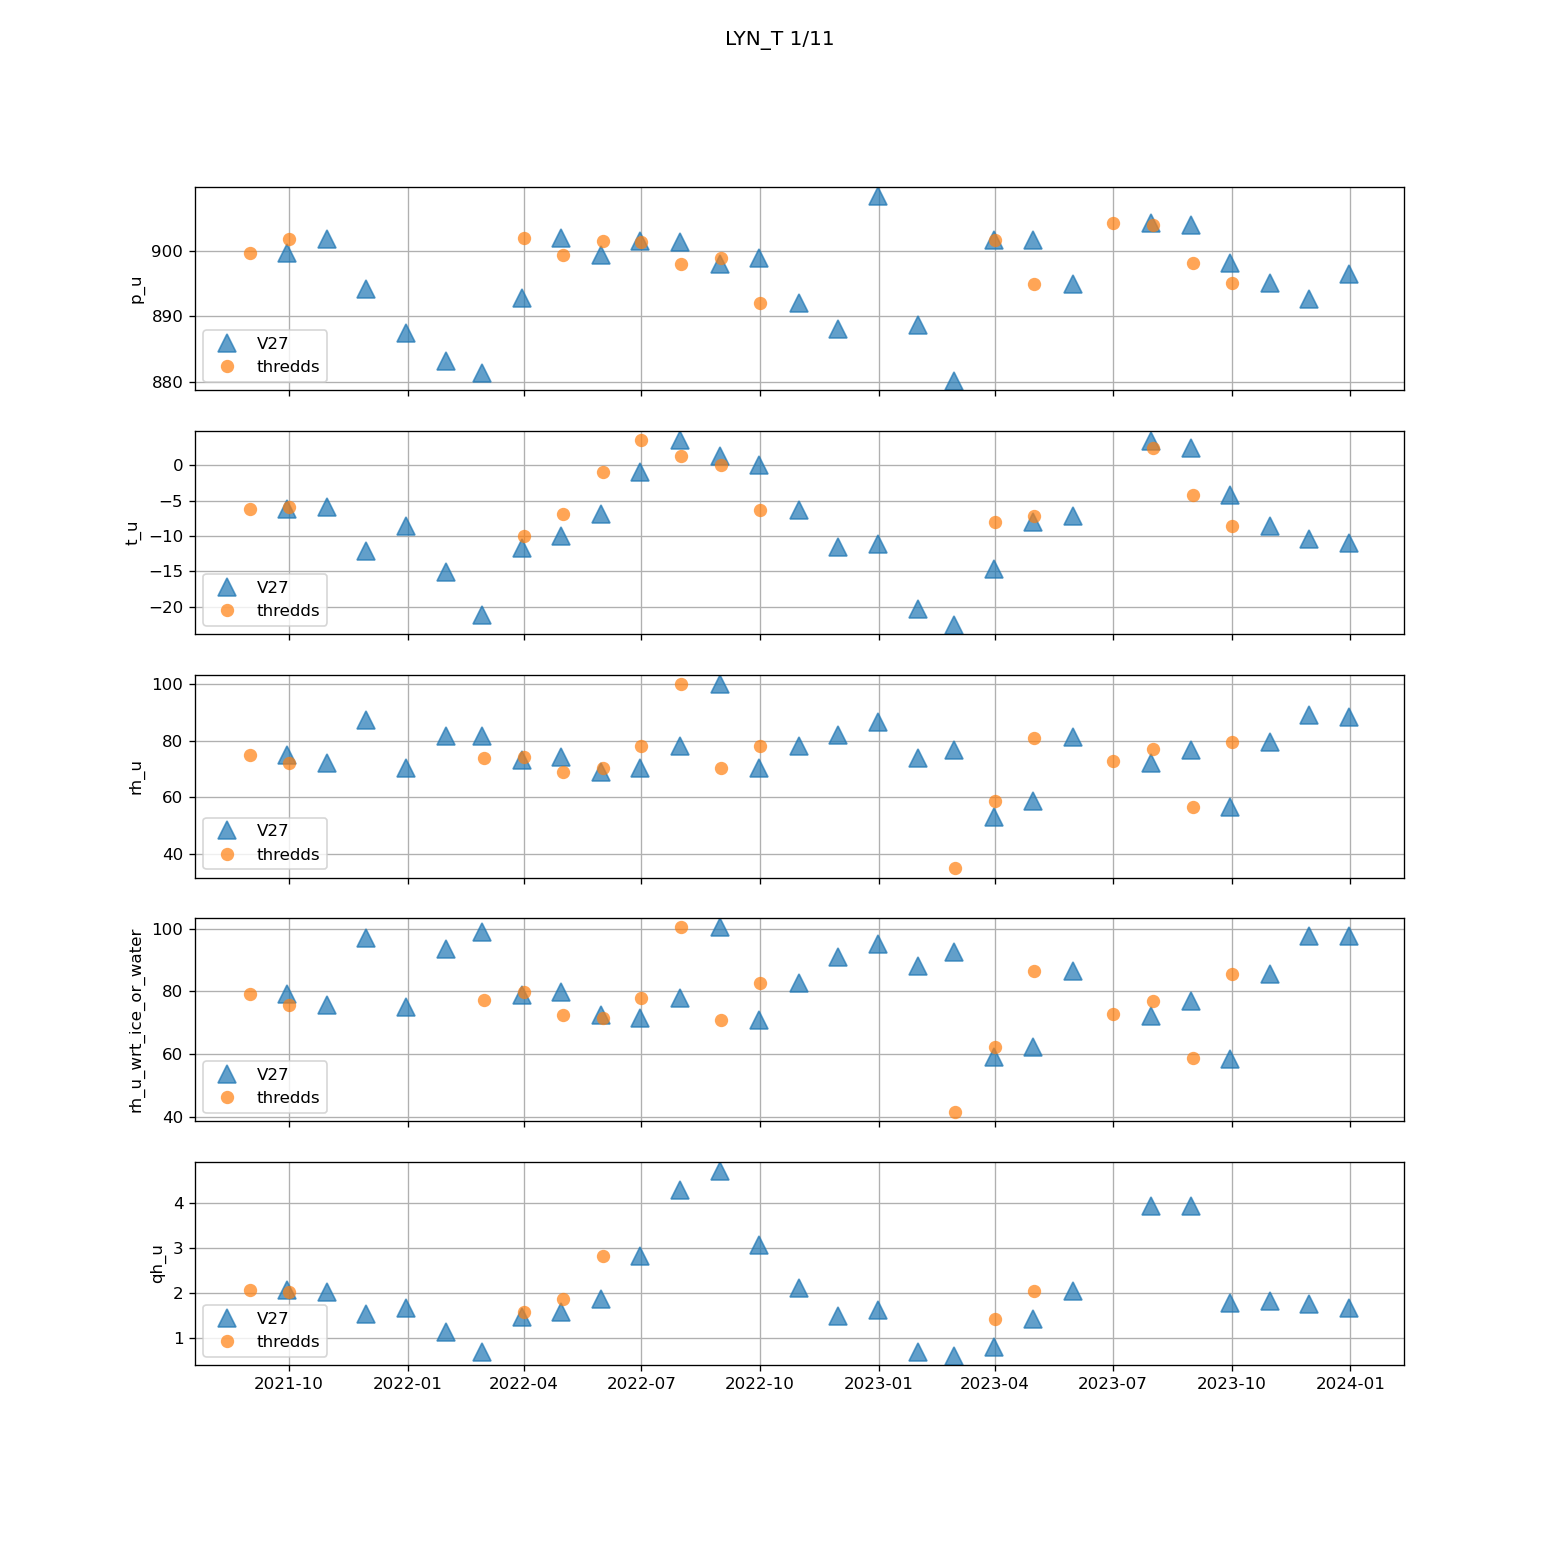 LYN_T 1/11
p_u
900
890
880
V27
thredds
t_u
0
−5
−10
−15
−20
V27
thredds
rh_u
100
80
60
40
V27
thredds
rh_u_wrt_ice_or_water
100
80
60
40
V27
thredds
qh_u
4
3
2
1
V27
thredds
2021-10 2022-01 2022-04 2022-07 2022-10 2023-01 2023-04 2023-07 2023-10 2024-01